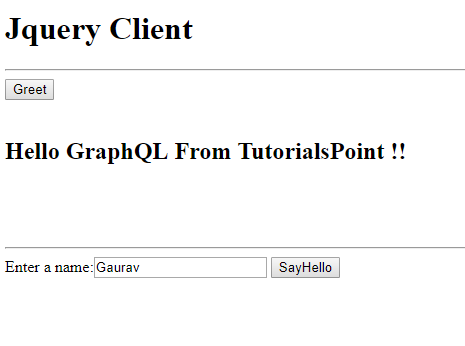 Jquery Client
Greet
Hello GraphQL From TutorialsPoint !!
Enter a name:Gaurav SayHello